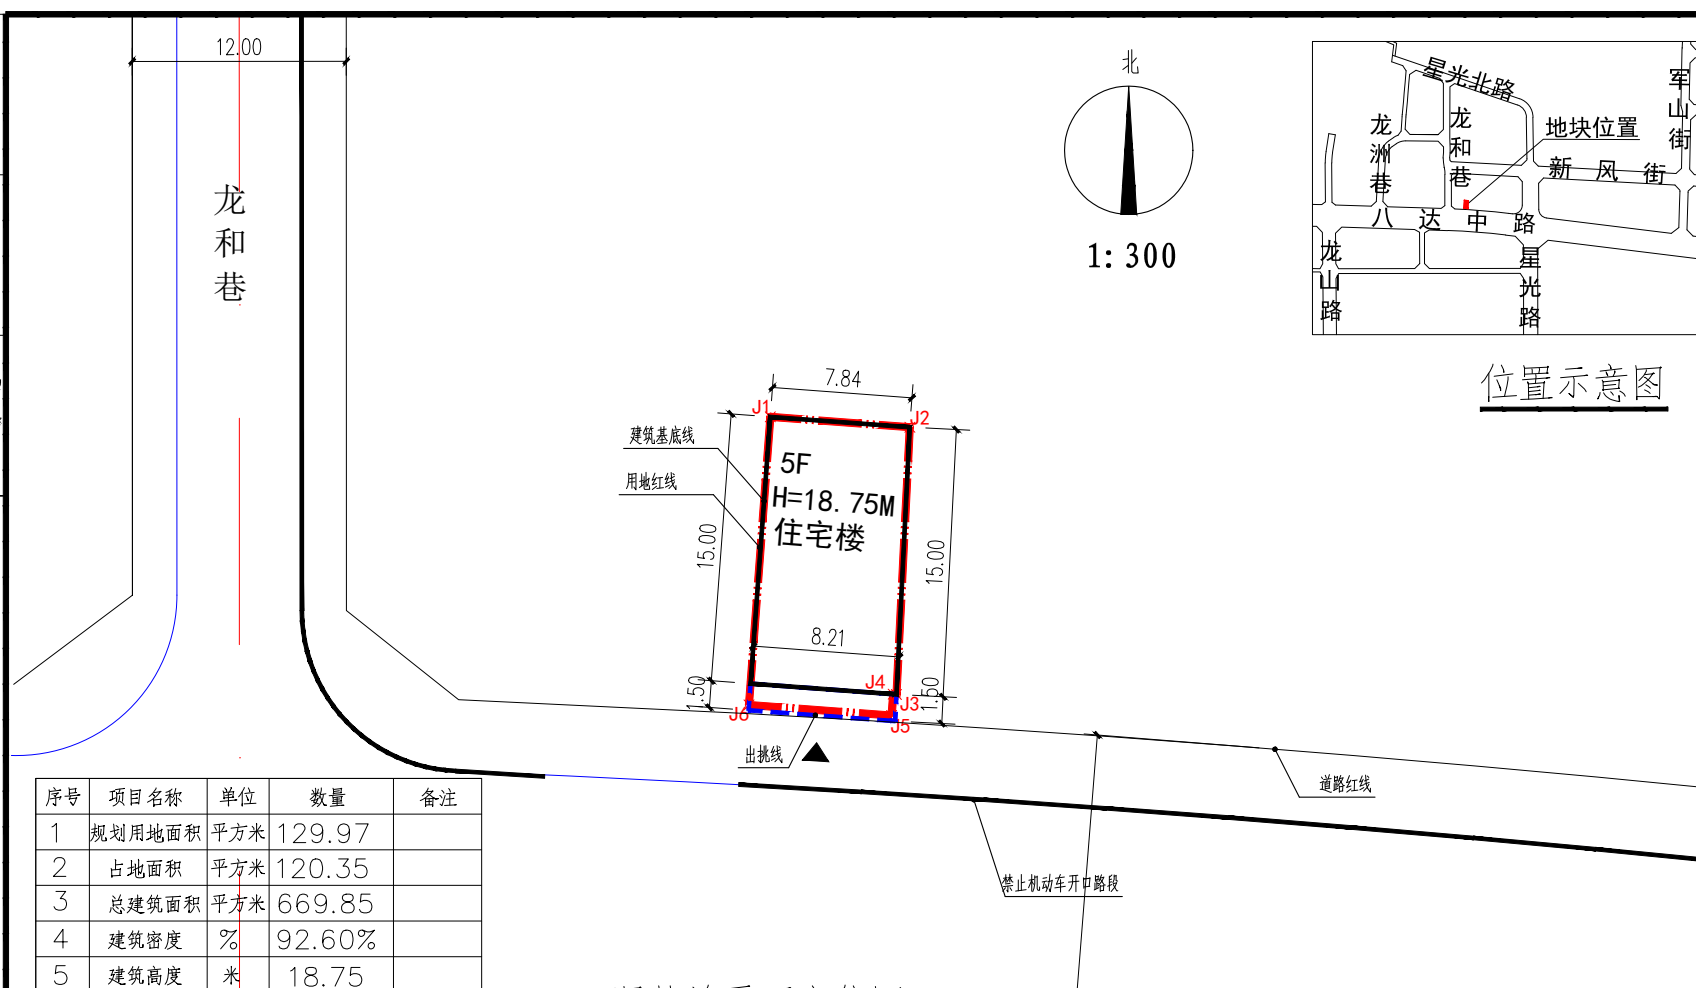 12.00
龙和巷
北
1: 300
星光北路
军山街
龙洲巷
龙和巷
地块位置
新风街
八达中路
龙山路
星光路
位置示意图
7.84
J1
J2
建筑基底线
用地红线
5F
H=18.75M
住宅楼
15.00
15.00
8.21
J4
1.50
1.50
J3
J6
J5
出挑线
道路红线
禁止机动车开口路段
序号 项目名称 单位 数量 备注
1 规划用地面积 平方米 129.97
2 占地面积 平方米 120.35
3 总建筑面积 平方米 669.85
4 建筑密度 % 92.60%
5 建筑高度 米 18.75